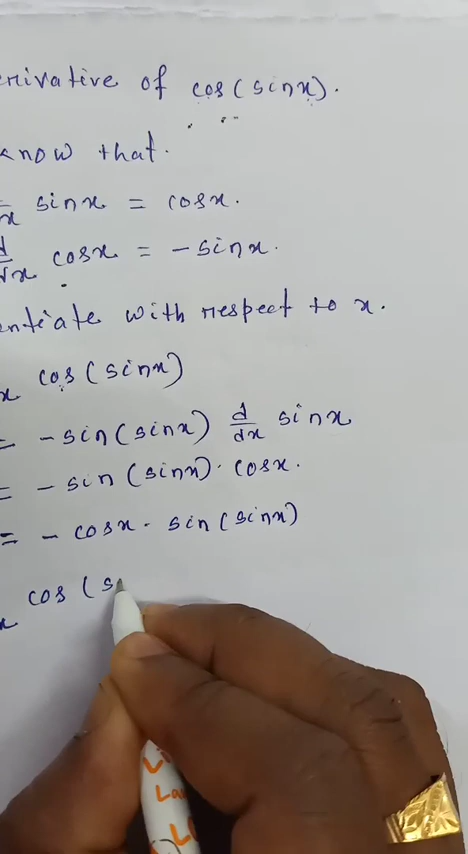 erivative of cos(sinx).
know that.
x sinx = cosx.
d/dx cosx = -sinx.
entiate with respect to x.
x cos(sinx)
= -sin(sinx) d/dx sinx
= -sin(sinx)·cosx.
= -cosx·sin(sinx)
x cos(s